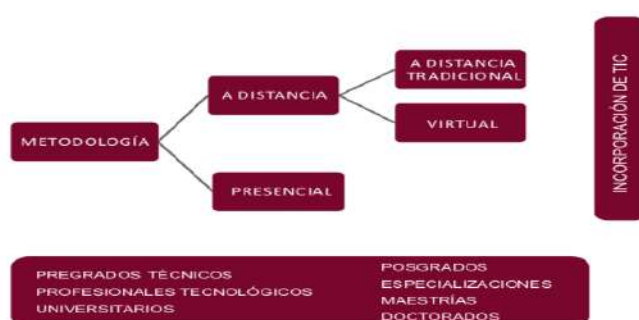 METODOLOGÍA
A DISTANCIA
PRESENCIAL
A DISTANCIA
TRADICIONAL
VIRTUAL
INCORPORACIÓN DE TIC
PREGRADOS TÉCNICOS
PROFESIONALES TECNOLÓGICOS
UNIVERSITARIOS
POSGRADOS
ESPECIALIZACIONES
MAESTRÍAS
DOCTORADOS